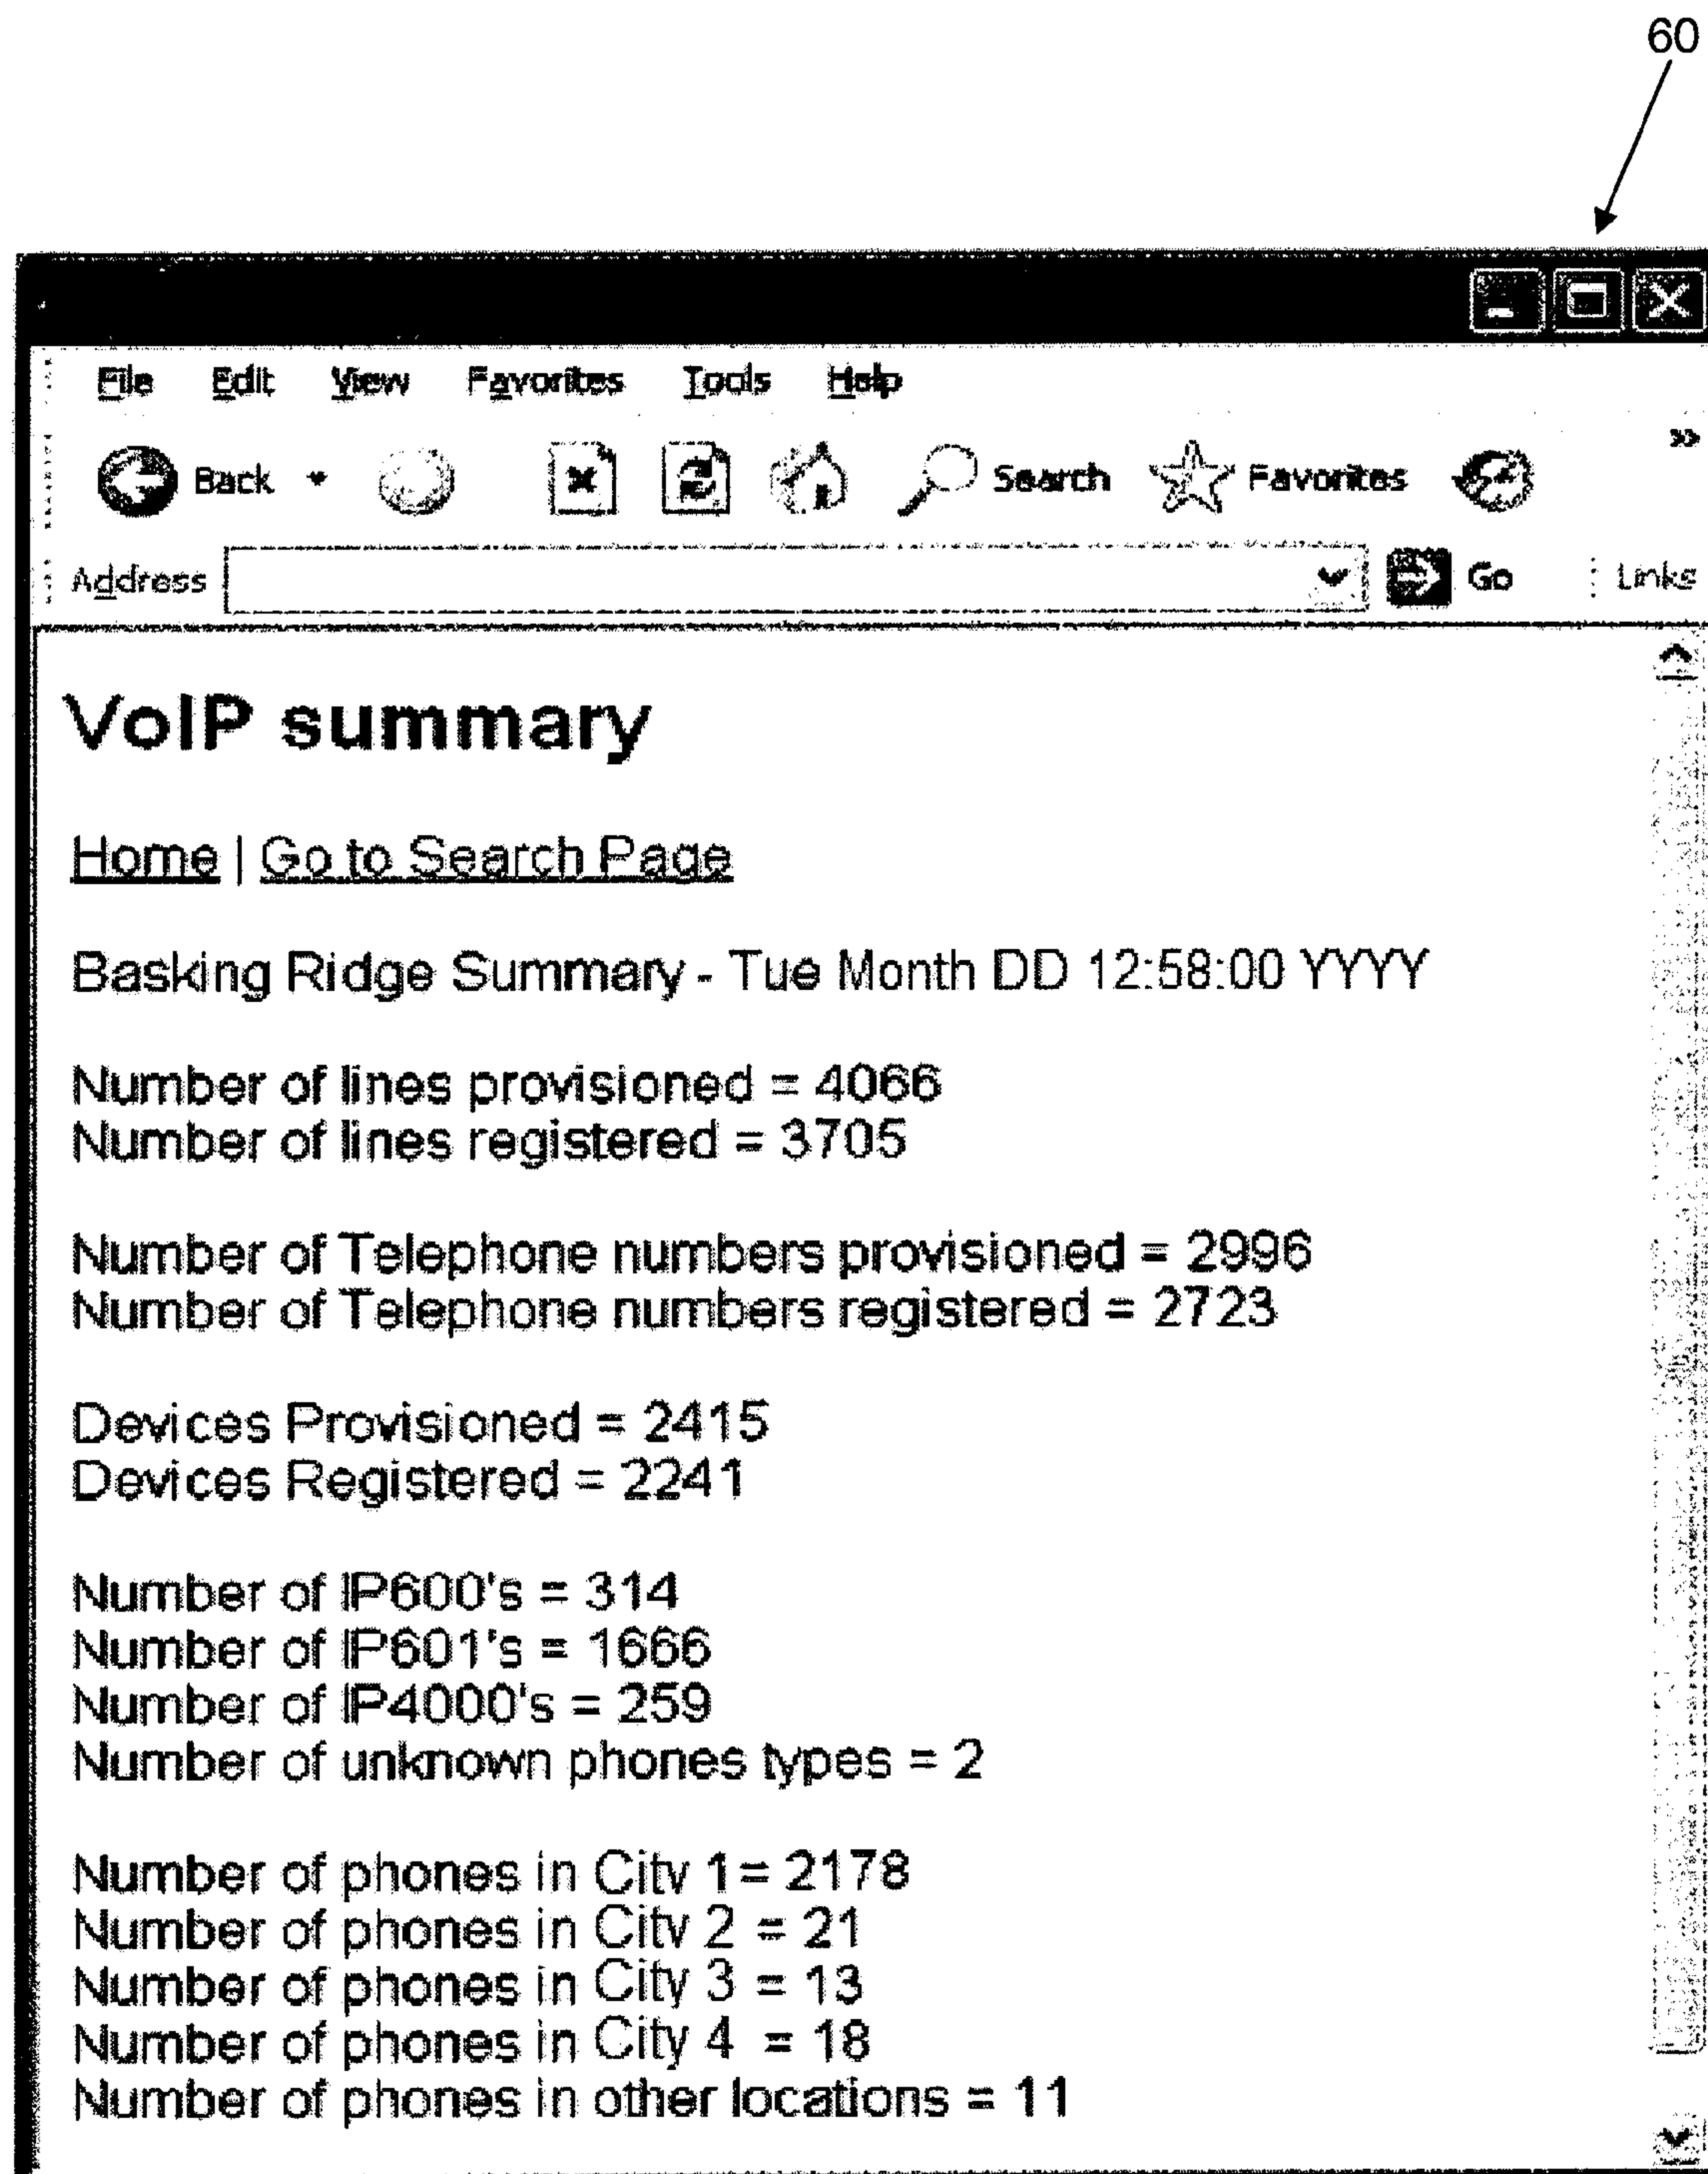 60
File Edit View Favorites Tools Help
Back Search Favorites »
Address Go Links
VoIP summary
Home | Go to Search Page
Basking Ridge Summary - Tue Month DD 12:58:00 YYYY
Number of lines provisioned = 4066
Number of lines registered = 3705
Number of Telephone numbers provisioned = 2996
Number of Telephone numbers registered = 2723
Devices Provisioned = 2415
Devices Registered = 2241
Number of IP600's = 314
Number of IP601's = 1666
Number of IP4000's = 259
Number of unknown phones types = 2
Number of phones in City 1= 2178
Number of phones in City 2 = 21
Number of phones in City 3 = 13
Number of phones in City 4 = 18
Number of phones in other locations = 11